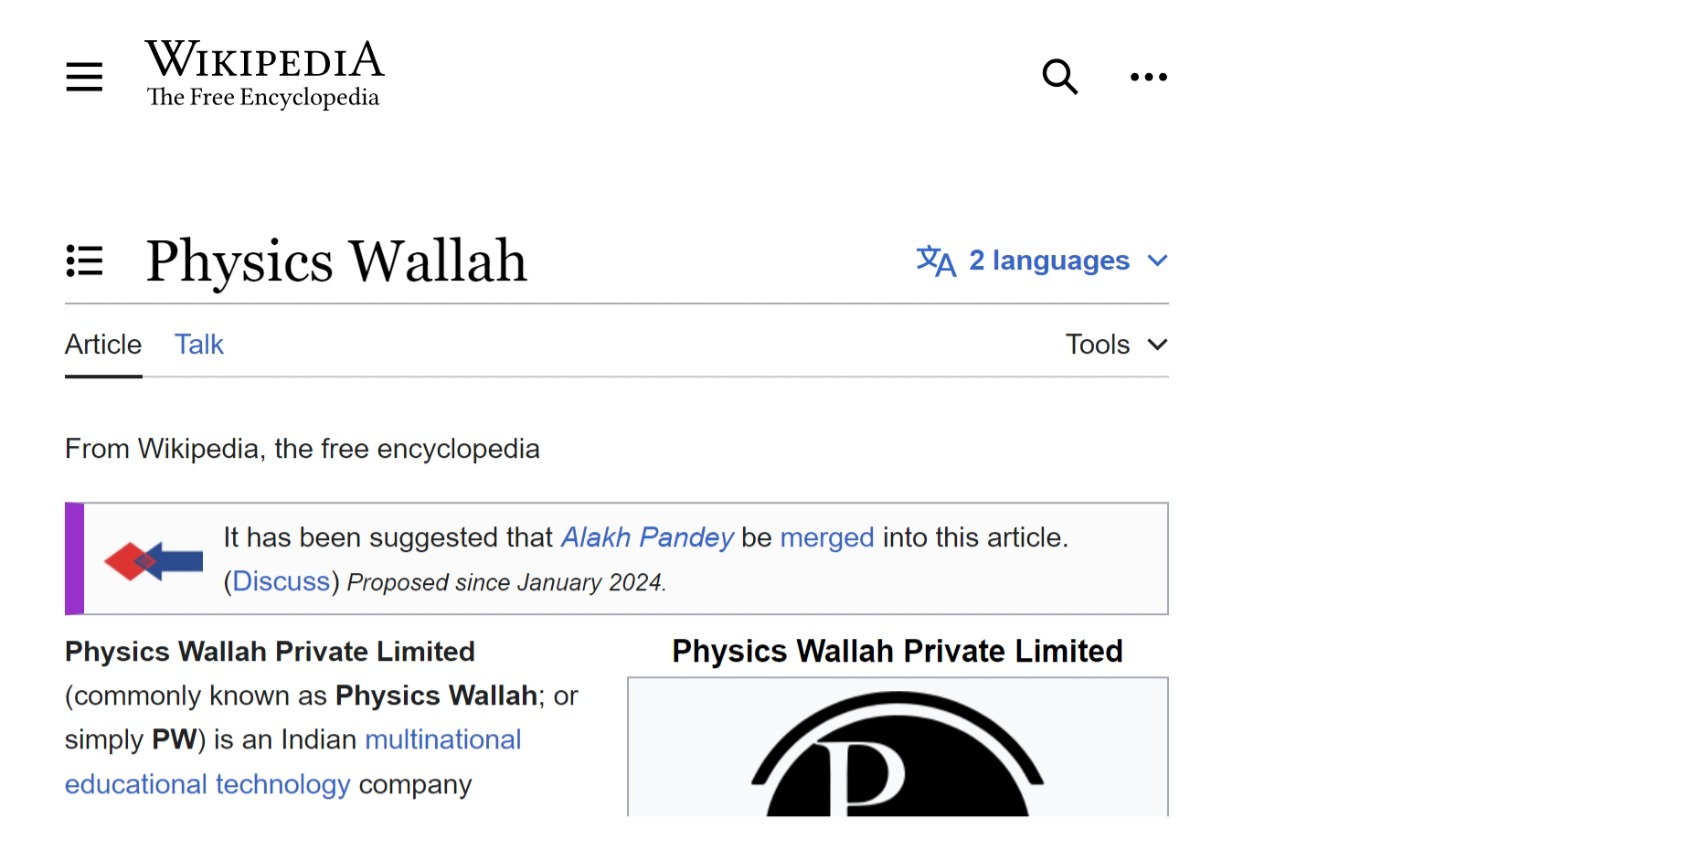 WIKIPEDIA
The Free Encyclopedia
Physics Wallah
文A 2 languages
Article Talk
Tools
From Wikipedia, the free encyclopedia
It has been suggested that Alakh Pandey be merged into this article.
(Discuss) Proposed since January 2024.
Physics Wallah Private Limited
(commonly known as Physics Wallah; or
simply PW) is an Indian multinational
educational technology company
Physics Wallah Private Limited
P